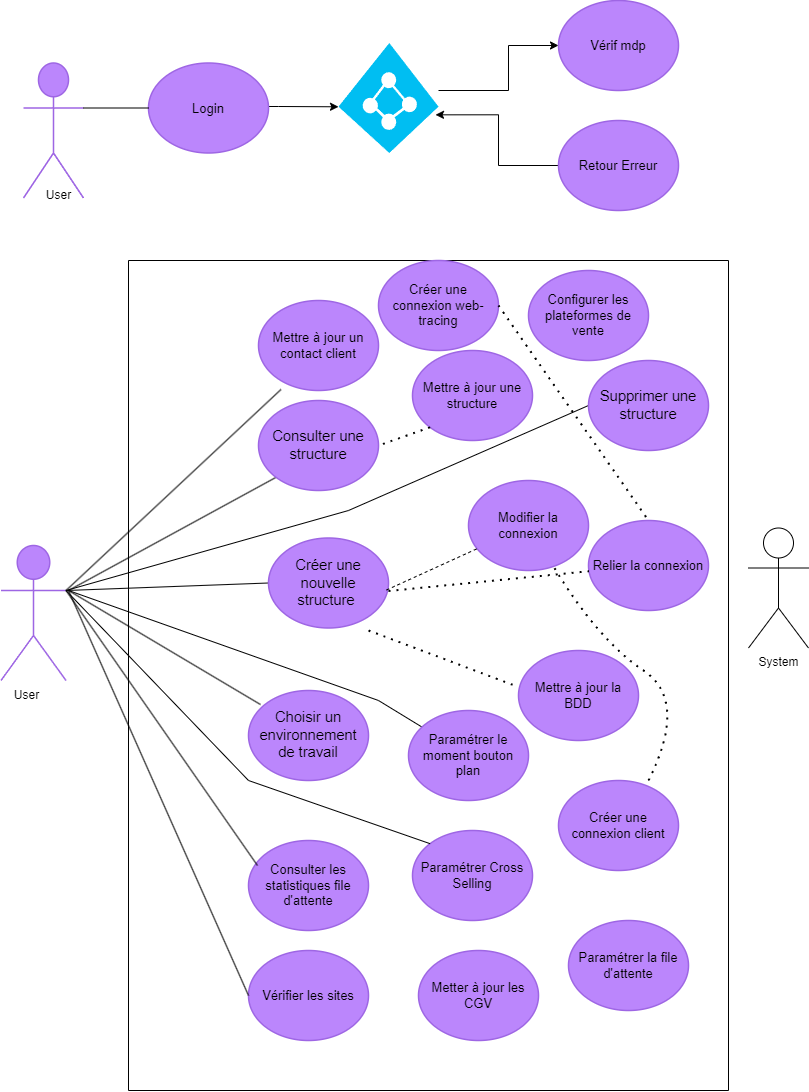 Vérif mdp
Login
Retour Erreur
User
Créer une
connexion web-
tracing
Configurer les
plateformes de
vente
Mettre à jour un
contact client
Mettre à jour une
structure
Supprimer une
structure
Consulter une
structure
Modifier la
connexion
Créer une
nouvelle
structure
Relier la connexion
User
System
Mettre à jour la
BDD
Choisir un
environnement
de travail
Paramétrer le
moment bouton
plan
Créer une
connexion client
Consulter les
statistiques file
d'attente
Paramétrer Cross
Selling
Paramétrer la file
d'attente
Vérifier les sites
Metter à jour les
CGV